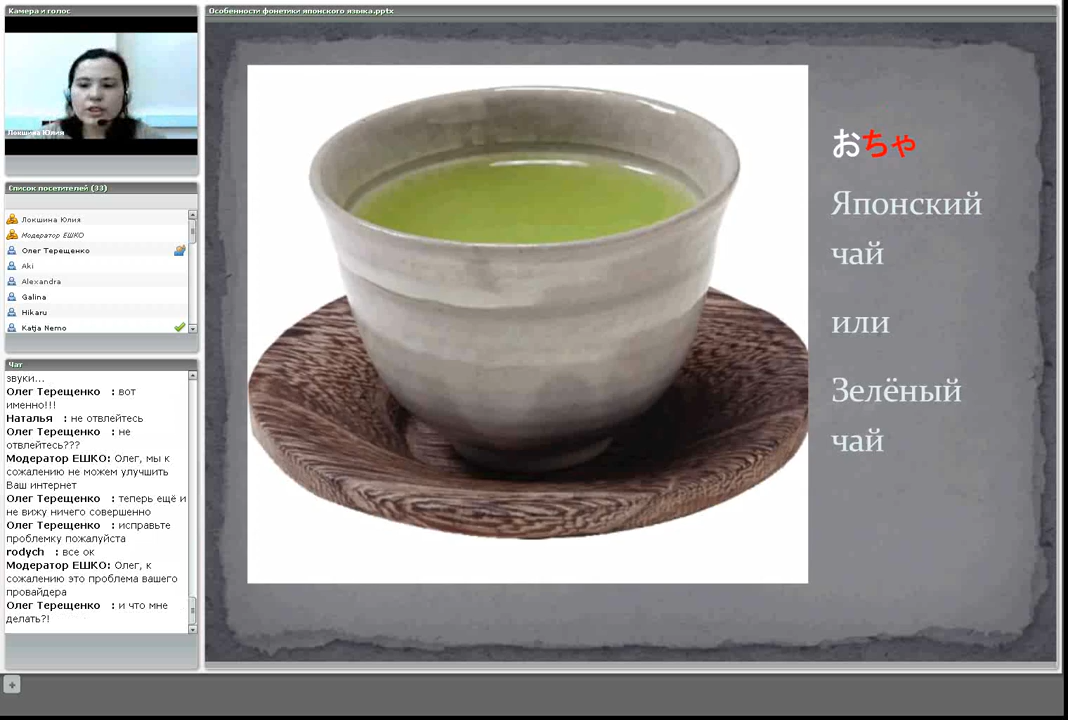 Камера и голос
Локшина Юлия
Список посетителей (33)
Локшина Юлия
Модератор ЕШКО
Олег Терещенко
Aki
Alexandra
Galina
Hikaru
Katja Nemo
Чат
звуки...
Олег Терещенко : вот
именно!!!
Наталья : не отвлейтесь
Олег Терещенко : не
отвлейтесь???
Модератор ЕШКО: Олег, мы к
сожалению не можем улучшить
Ваш интернет
Олег Терещенко : теперь ещё и
не вижу ничего совершенно
Олег Терещенко : исправьте
проблемку пожалуйста
rodych : все ок
Модератор ЕШКО: Олег, к
сожалению это проблема вашего
провайдера
Олег Терещенко : и что мне
делать?!
Особенности фонетики японского языка.pptx
おちゃ
Японский
чай
или
Зелёный
чай